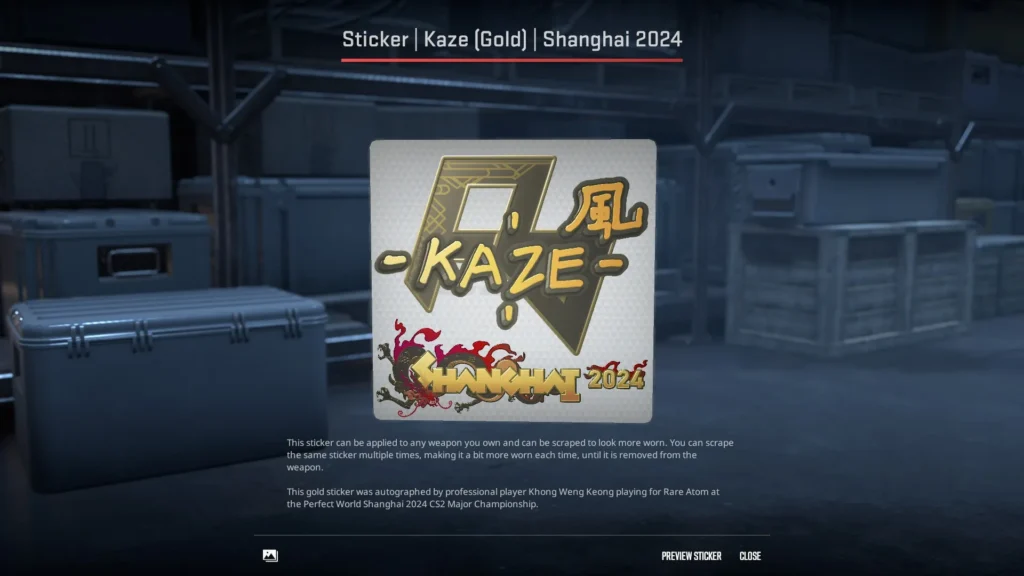 Sticker | Kaze (Gold) | Shanghai 2024
風
-KAZE-
SHANGHAI 2024
This sticker can be applied to any weapon you own and can be scraped to look more worn. You can scrape
the same sticker multiple times, making it a bit more worn each time, until it is removed from the
weapon.
This gold sticker was autographed by professional player Khong Weng Keong playing for Rare Atom at
the Perfect World Shanghai 2024 CS2 Major Championship.
PREVIEW STICKER CLOSE